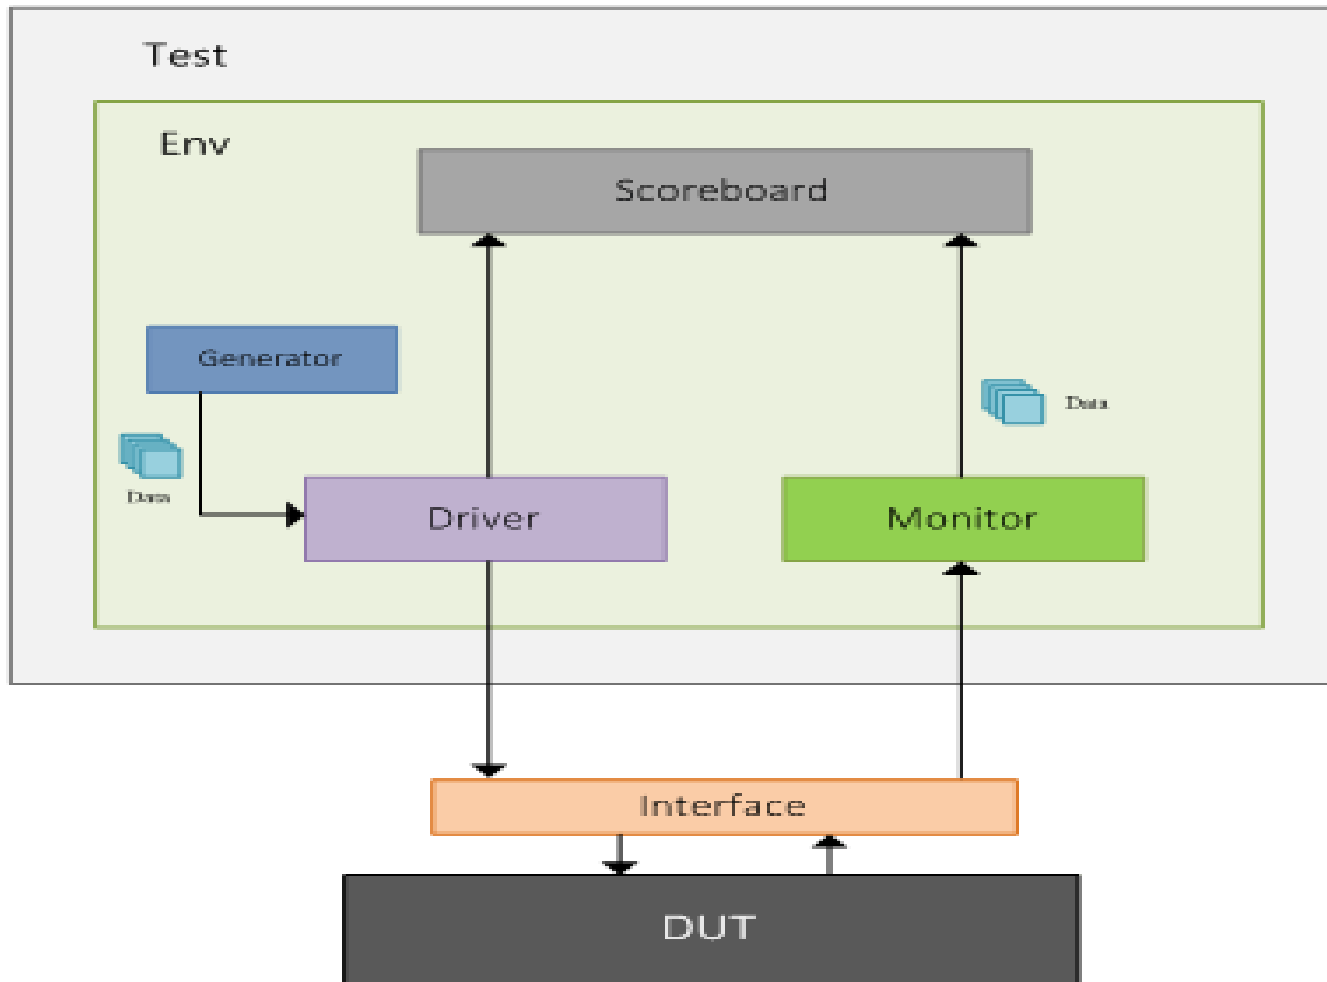 Test
Env
Scoreboard
Generator
Data
Data
Driver
Monitor
Interface
DUT